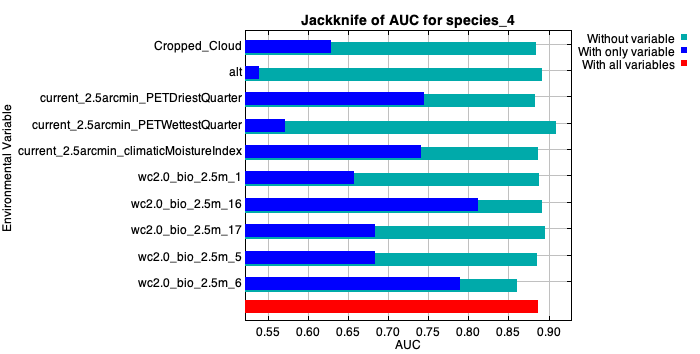 Jackknife of AUC for species_4
Without variable
With only variable
With all variables
Environmental Variable
Cropped_Cloud
alt
current_2.5arcmin_PETDriestQuarter
current_2.5arcmin_PETWettestQuarter
current_2.5arcmin_climaticMoistureIndex
wc2.0_bio_2.5m_1
wc2.0_bio_2.5m_16
wc2.0_bio_2.5m_17
wc2.0_bio_2.5m_5
wc2.0_bio_2.5m_6
0.55 0.60 0.65 0.70 0.75 0.80 0.85 0.90
AUC